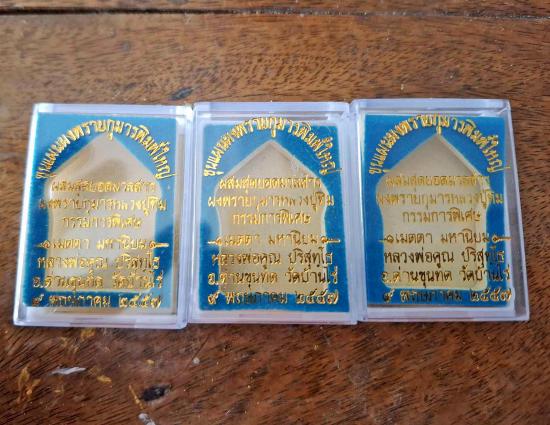 ขุนแผนผงพรายกุมารพิมพ์ใหญ่
ผสมสุดยอดมวลสาร
ผงพรายกุมารหลวงปู่ทิม
กรรมการพิเศษ
เมตตา มหานิยม
หลวงพ่อคูณ ปริสุทฺโธ
อ.ด่านขุนทด วัดบ้านไร่
๙ พฤษภาคม ๒๕๕๗
ขุนแผนผงพรายกุมารพิมพ์ใหญ่
ผสมสุดยอดมวลสาร
ผงพรายกุมารหลวงปู่ทิม
กรรมการพิเศษ
เมตตา มหานิยม
หลวงพ่อคูณ ปริสุทฺโธ
อ.ด่านขุนทด วัดบ้านไร่
๙ พฤษภาคม ๒๕๕๗
ขุนแผนผงพรายกุมารพิมพ์ใหญ่
ผสมสุดยอดมวลสาร
ผงพรายกุมารหลวงปู่ทิม
กรรมการพิเศษ
เมตตา มหานิยม
หลวงพ่อคูณ ปริสุทฺโธ
อ.ด่านขุนทด วัดบ้านไร่
๙ พฤษภาคม ๒๕๕๗